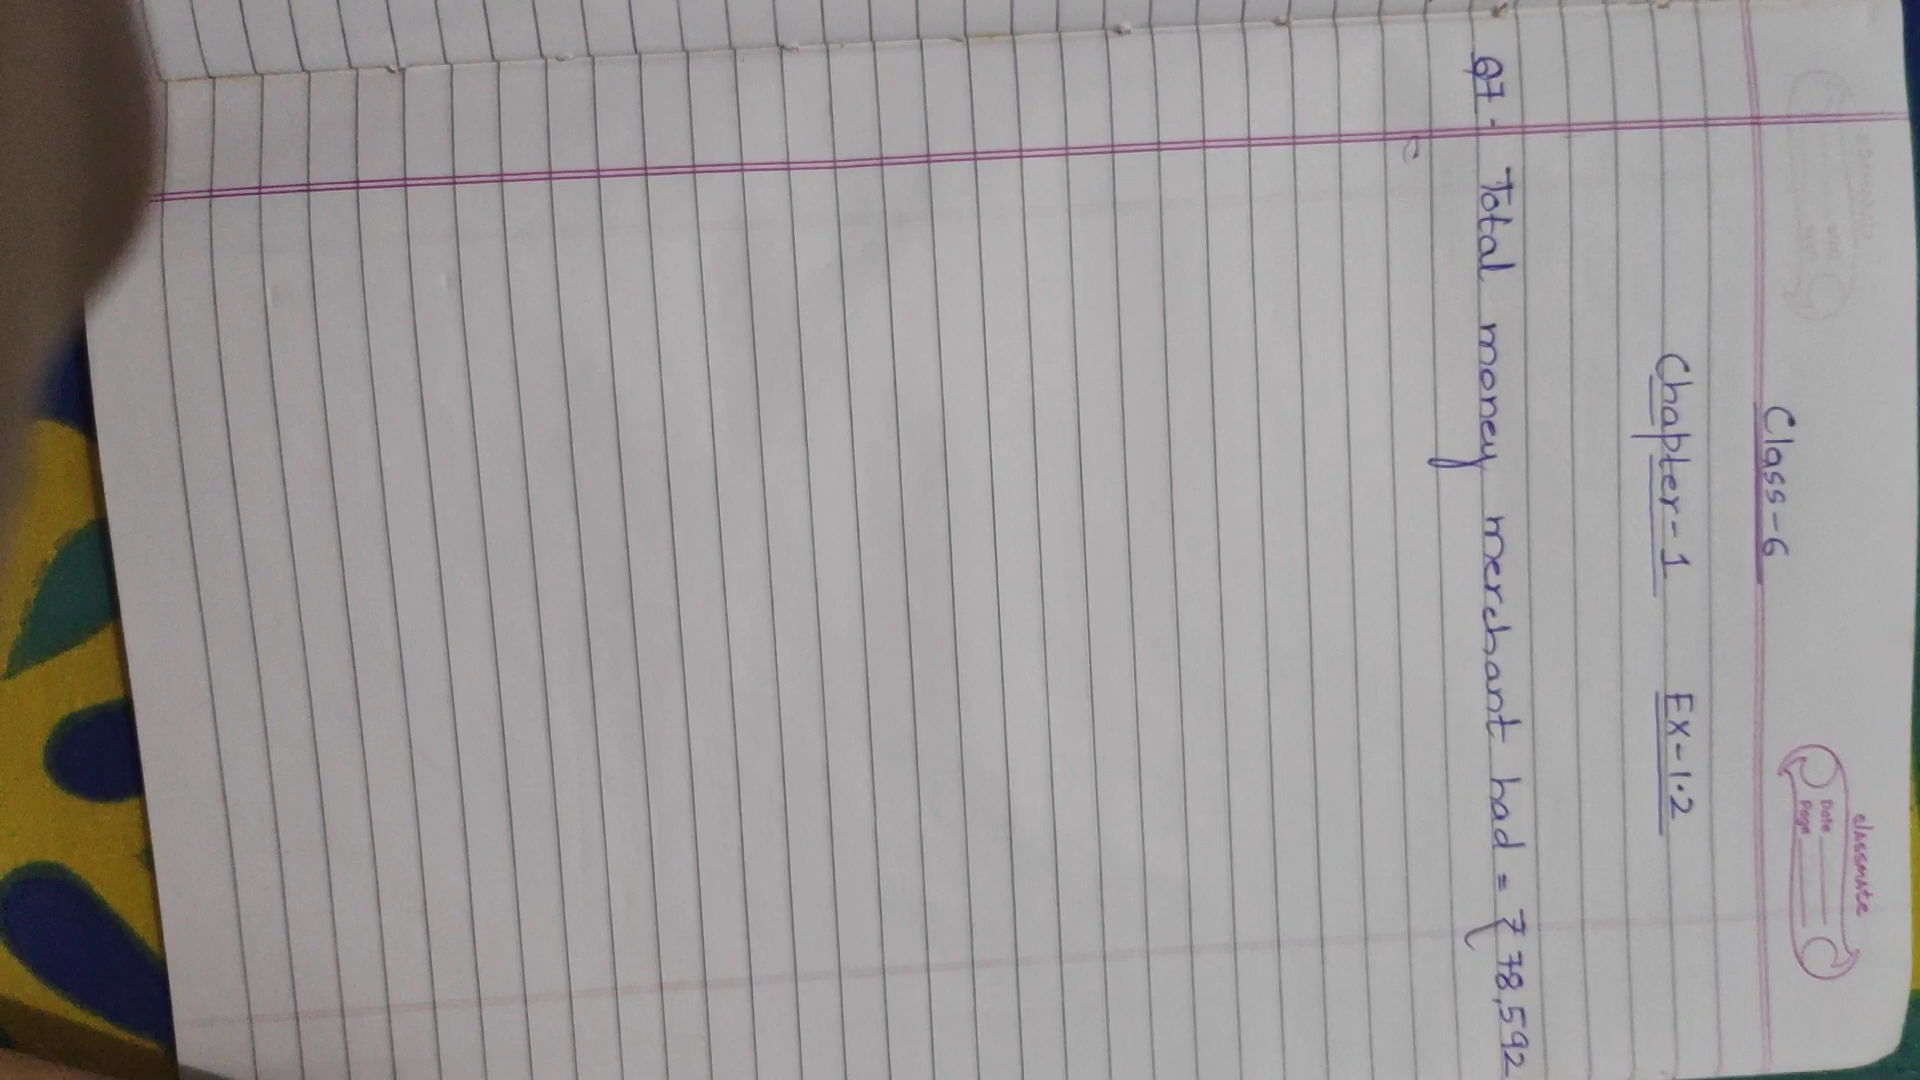 classmate
Date
Page
Class-6
Chapter-1 Ex-1.2
Q7- Total money merchant had = ₹ 78,592
C